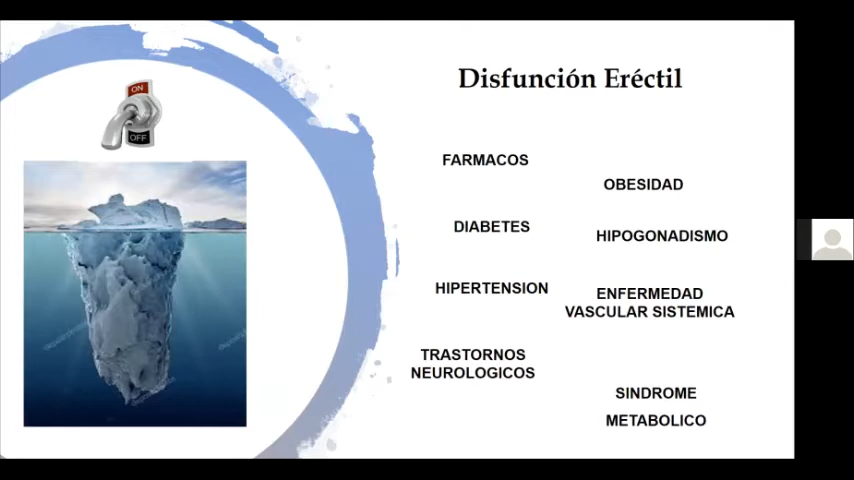 Disfunción Eréctil
ON
OFF
FARMACOS
OBESIDAD
DIABETES
HIPOGONADISMO
HIPERTENSION
ENFERMEDAD
VASCULAR SISTEMICA
TRASTORNOS
NEUROLOGICOS
SINDROME
METABOLICO